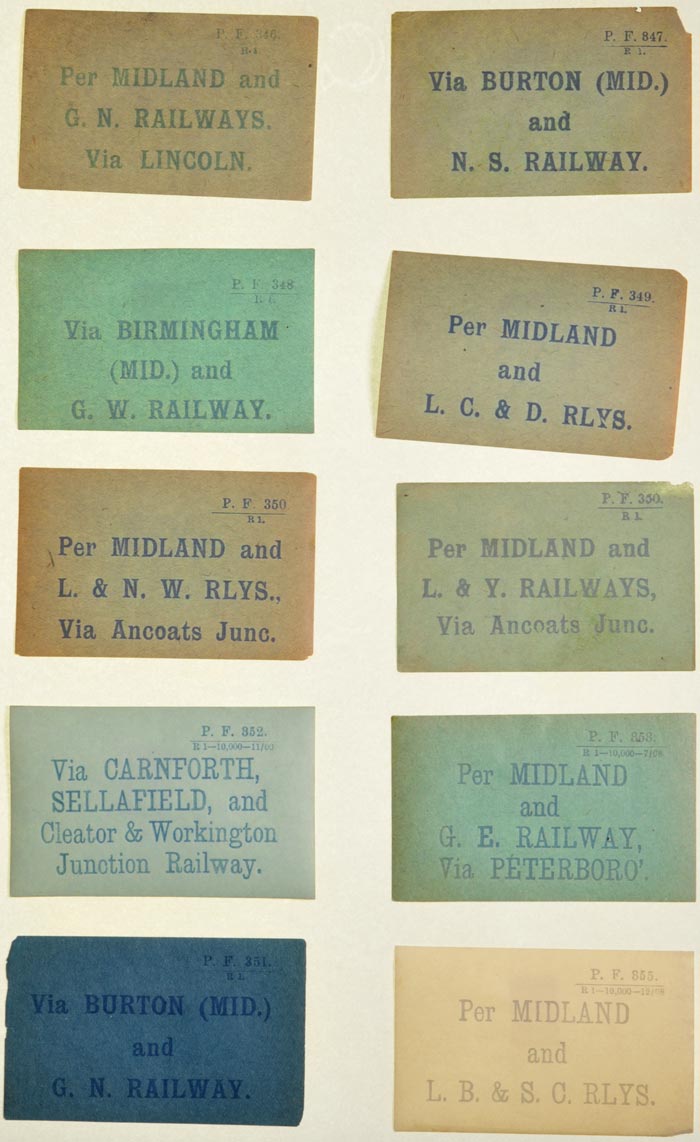 P. F. 346.
R 1.
Per MIDLAND and
G. N. RAILWAYS.
Via LINCOLN.
P. F. 347.
R 1.
Via BURTON (MID.)
and
N. S. RAILWAY.
P. F. 348
R 6.
Via BIRMINGHAM
(MID.) and
G. W. RAILWAY.
P. F. 349.
R 1.
Per MIDLAND
and
L. C. & D. RLYS.
P. F. 350
R 1.
Per MIDLAND and
L. & N. W. RLYS.,
Via Ancoats Junc.
P. F. 350.
R 1.
Per MIDLAND and
L. & Y. RAILWAYS,
Via Ancoats Junc.
P. F. 352.
R 1—10,000—11/00
Via CARNFORTH,
SELLAFIELD, and
Cleator & Workington
Junction Railway.
P. F. 353.
R 1—10,000—7/08
Per MIDLAND
and
G. E. RAILWAY,
Via PETERBORO'.
P. F. 351.
R 1.
Via BURTON (MID.)
and
G. N. RAILWAY.
P. F. 355.
R 1—10,000—12/08
Per MIDLAND
and
L. B. & S. C. RLYS.